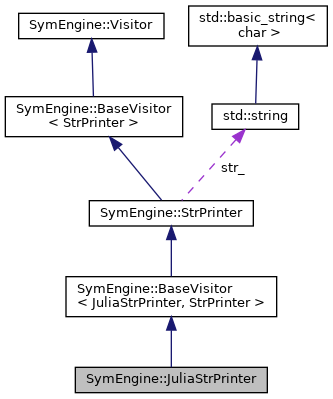 SymEngine::Visitor
std::basic_string<
char >
SymEngine::BaseVisitor
< StrPrinter >
std::string
str_
SymEngine::StrPrinter
SymEngine::BaseVisitor
< JuliaStrPrinter, StrPrinter >
SymEngine::JuliaStrPrinter